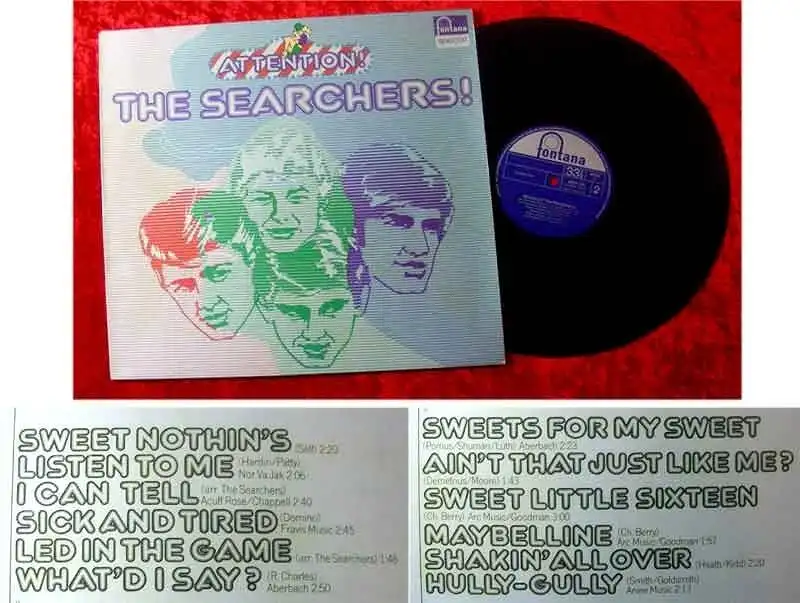 ATTENTION!
THE SEARCHERS!
fontana
fontana
33
2
SWEET NOTHIN'S (Self) 2:20
LISTEN TO ME (Hardin/Patty)
Nor Va Jak 2:06
I CAN TELL (arr. The Searchers)
Acuff Rose/Chappell 2:40
SICK AND TIRED (Domino)
Travis Music 2:45
LED IN THE GAME (arr. The Searchers) 1:48
WHAT'D I SAY? (R. Charles)
Aberbach 2:50
SWEETS FOR MY SWEET
(Pomus/Shuman/Lüth) Aberbach 2:23
AIN'T THAT JUST LIKE ME?
(Demetrius/Moore) 1:43
SWEET LITTLE SIXTEEN
(Ch. Berry) Arc Music/Goodman 3:00
MAYBELLINE (Ch. Berry)
Arc Music/Goodman 1:57
SHAKIN' ALL OVER (Heath/Kidd) 2:20
HULLY-GULLY (Smith/Goldsmith)
Anine Music 2:11